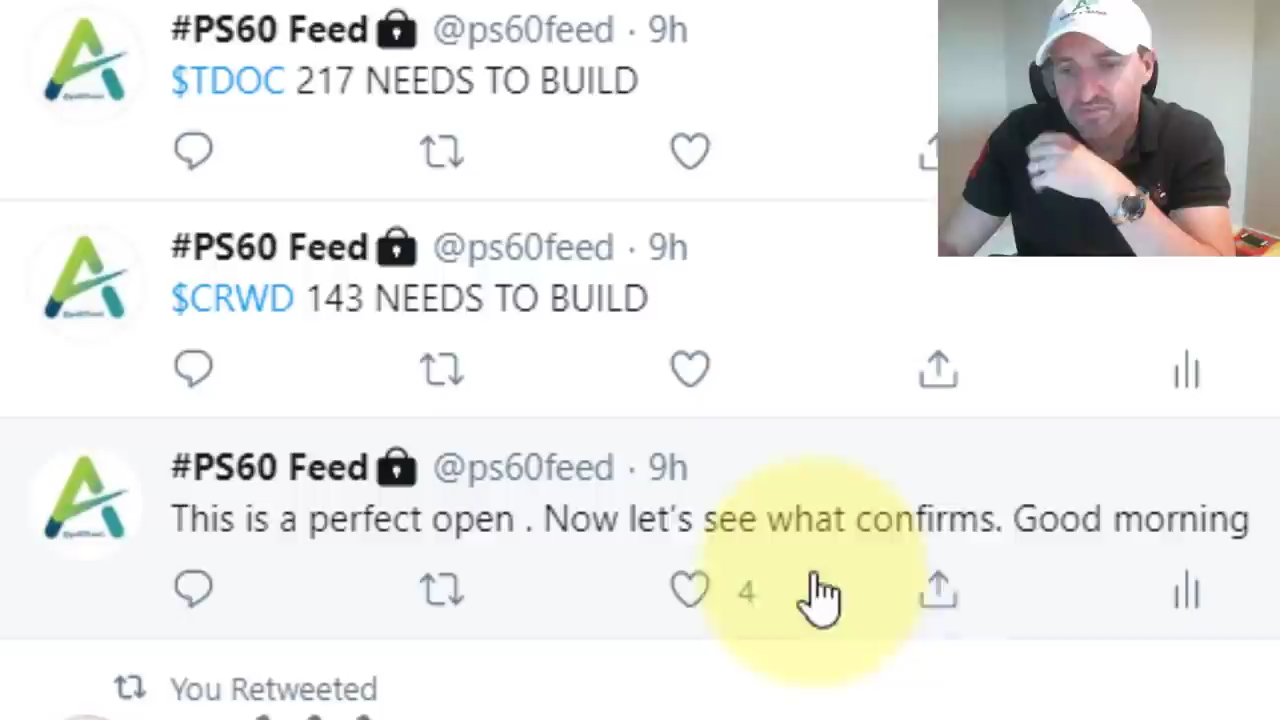 #PS60 Feed @ps60feed · 9h
$TDOC 217 NEEDS TO BUILD
#PS60 Feed @ps60feed · 9h
$CRWD 143 NEEDS TO BUILD
#PS60 Feed @ps60feed · 9h
This is a perfect open . Now let's see what confirms. Good morning
4
You Retweeted